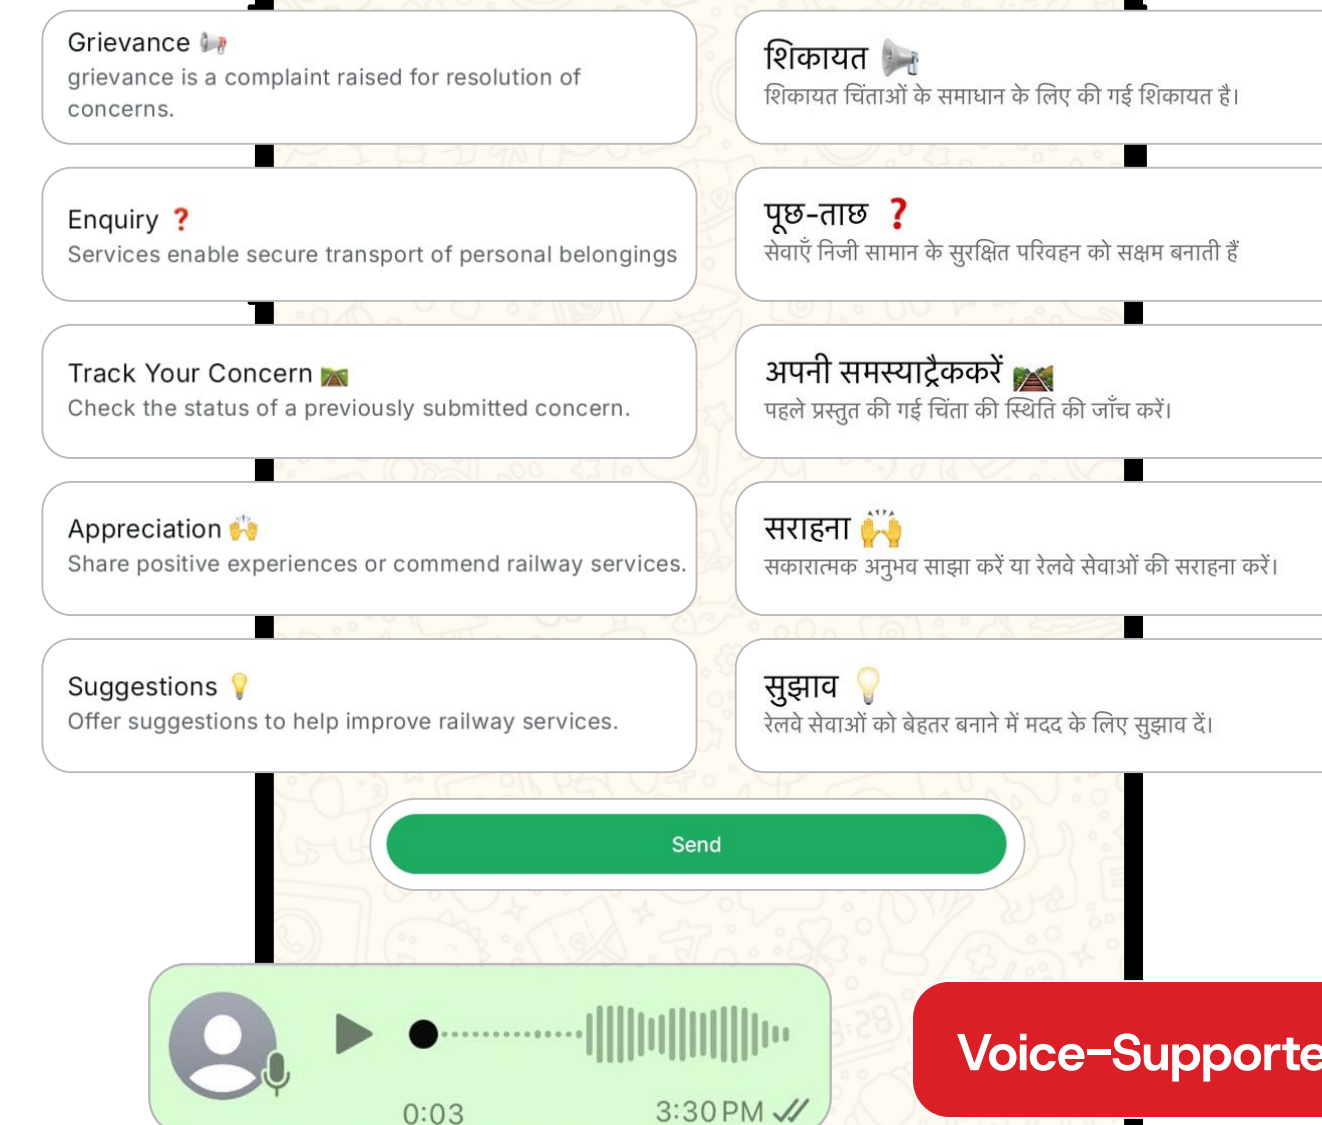 Grievance
grievance is a complaint raised for resolution of
concerns.
शिकायत
शिकायत चिंताओं के समाधान के लिए की गई शिकायत है।
Enquiry ❓
Services enable secure transport of personal belongings
पूछ-ताछ ❓
सेवाएँ निजी सामान के सुरक्षित परिवहन को सक्षम बनाती हैं
Track Your Concern
Check the status of a previously submitted concern.
अपनी समस्याट्रैककरें
पहले प्रस्तुत की गई चिंता की स्थिति की जाँच करें।
Appreciation
Share positive experiences or commend railway services.
सराहना
सकारात्मक अनुभव साझा करें या रेलवे सेवाओं की सराहना करें।
Suggestions
Offer suggestions to help improve railway services.
सुझाव
रेलवे सेवाओं को बेहतर बनाने में मदद के लिए सुझाव दें।
Send
0:03
3:30 PM
Voice-Supporte